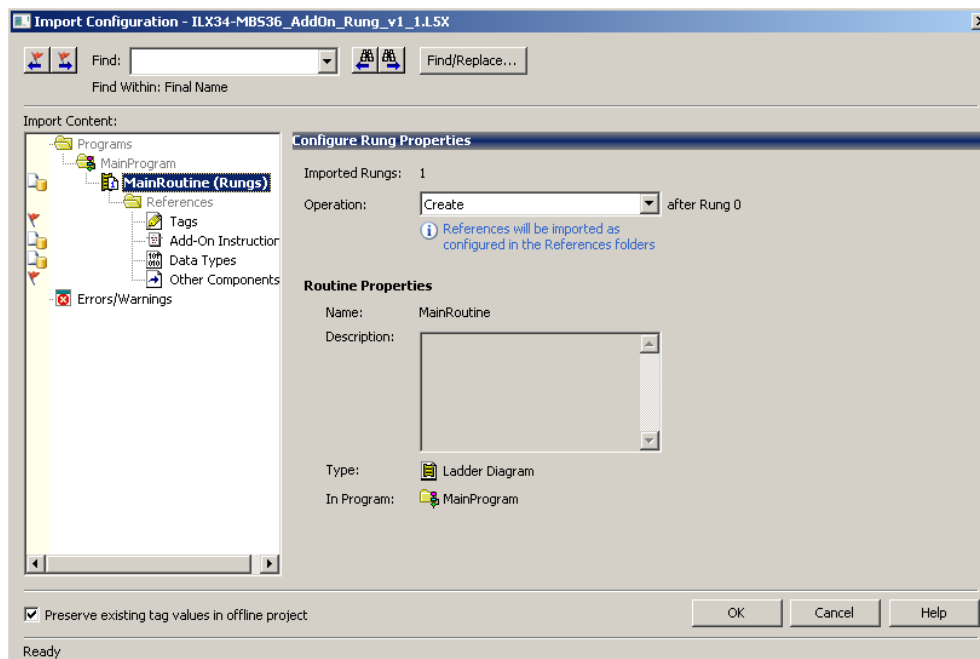 Import Configuration - ILX34-MBS36_AddOn_Rung_v1_1.L5X
Find:
Find/Replace...
Find Within: Final Name
Import Content:
Programs
MainProgram
MainRoutine (Rungs)
References
Tags
Add-On Instruction
Data Types
Other Components
Errors/Warnings
Configure Rung Properties
Imported Rungs: 1
Operation: Create after Rung 0
References will be imported as
configured in the References folders
Routine Properties
Name: MainRoutine
Description:
Type: Ladder Diagram
In Program: MainProgram
Preserve existing tag values in offline project
OK Cancel Help
Ready